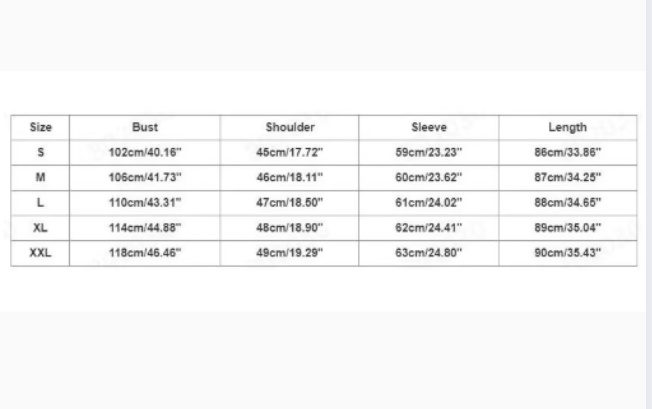 Size Bust Shoulder Sleeve Length
S 102cm/40.16" 45cm/17.72" 59cm/23.23" 86cm/33.86"
M 106cm/41.73" 46cm/18.11" 60cm/23.62" 87cm/34.25"
L 110cm/43.31" 47cm/18.50" 61cm/24.02" 88cm/34.65"
XL 114cm/44.88" 48cm/18.90" 62cm/24.41" 89cm/35.04"
XXL 118cm/46.46" 49cm/19.29" 63cm/24.80" 90cm/35.43"